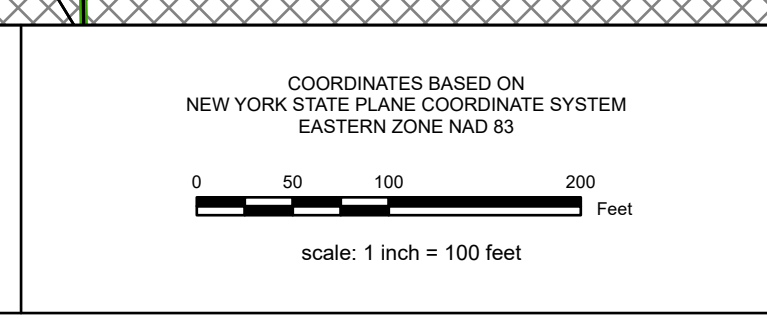 COORDINATES BASED ON
NEW YORK STATE PLANE COORDINATE SYSTEM
EASTERN ZONE NAD 83
0 50 100 200
Feet
scale: 1 inch = 100 feet